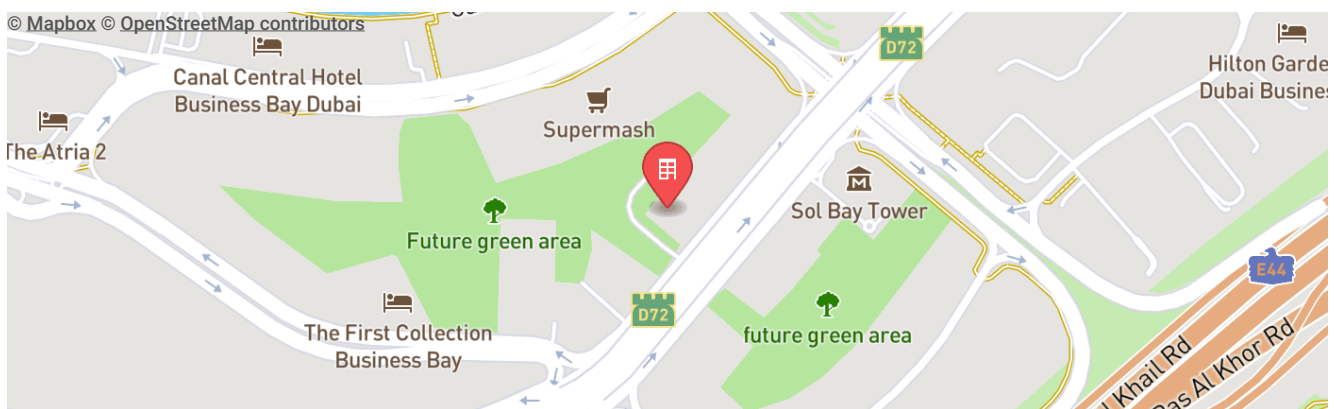 © Mapbox © OpenStreetMap contributors
D72
Canal Central Hotel
Business Bay Dubai
Hilton Garde
Dubai Busines
Supermash
The Atria 2
Sol Bay Tower
Future green area
E44
D72
The First Collection
Business Bay
future green area
l Khail Rd
Ras Al Khor Rd